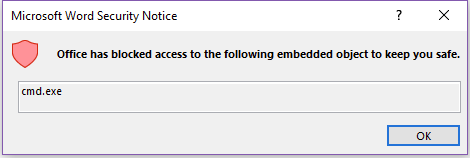 Microsoft Word Security Notice
Office has blocked access to the following embedded object to keep you safe.
cmd.exe
OK